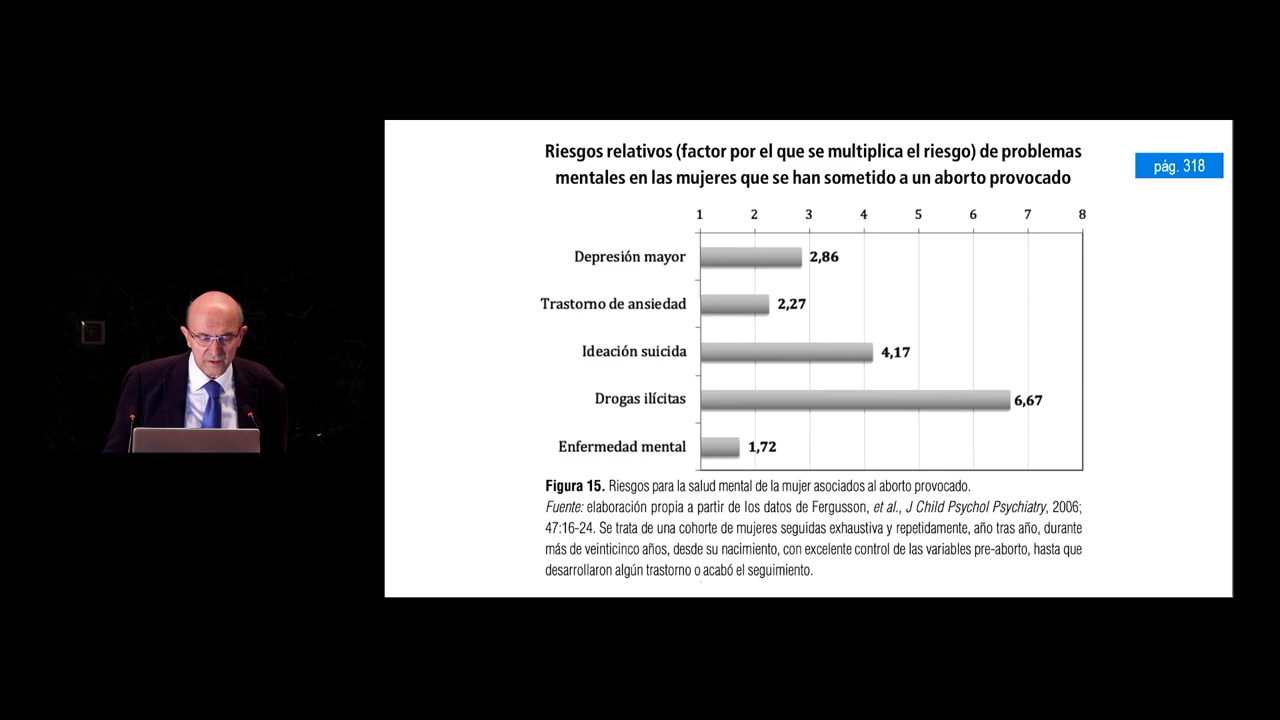 Riesgos relativos (factor por el que se multiplica el riesgo) de problemas
mentales en las mujeres que se han sometido a un aborto provocado
pág. 318
1 2 3 4 5 6 7 8
Depresión mayor 2,86
Trastorno de ansiedad 2,27
Ideación suicida 4,17
Drogas ilícitas 6,67
Enfermedad mental 1,72
Figura 15. Riesgos para la salud mental de la mujer asociados al aborto provocado.
Fuente: elaboración propia a partir de los datos de Fergusson, et al., J Child Psychol Psychiatry, 2006;
47:16-24. Se trata de una cohorte de mujeres seguidas exhaustiva y repetidamente, año tras año, durante
más de veinticinco años, desde su nacimiento, con excelente control de las variables pre-aborto, hasta que
desarrollaron algún trastorno o acabó el seguimiento.